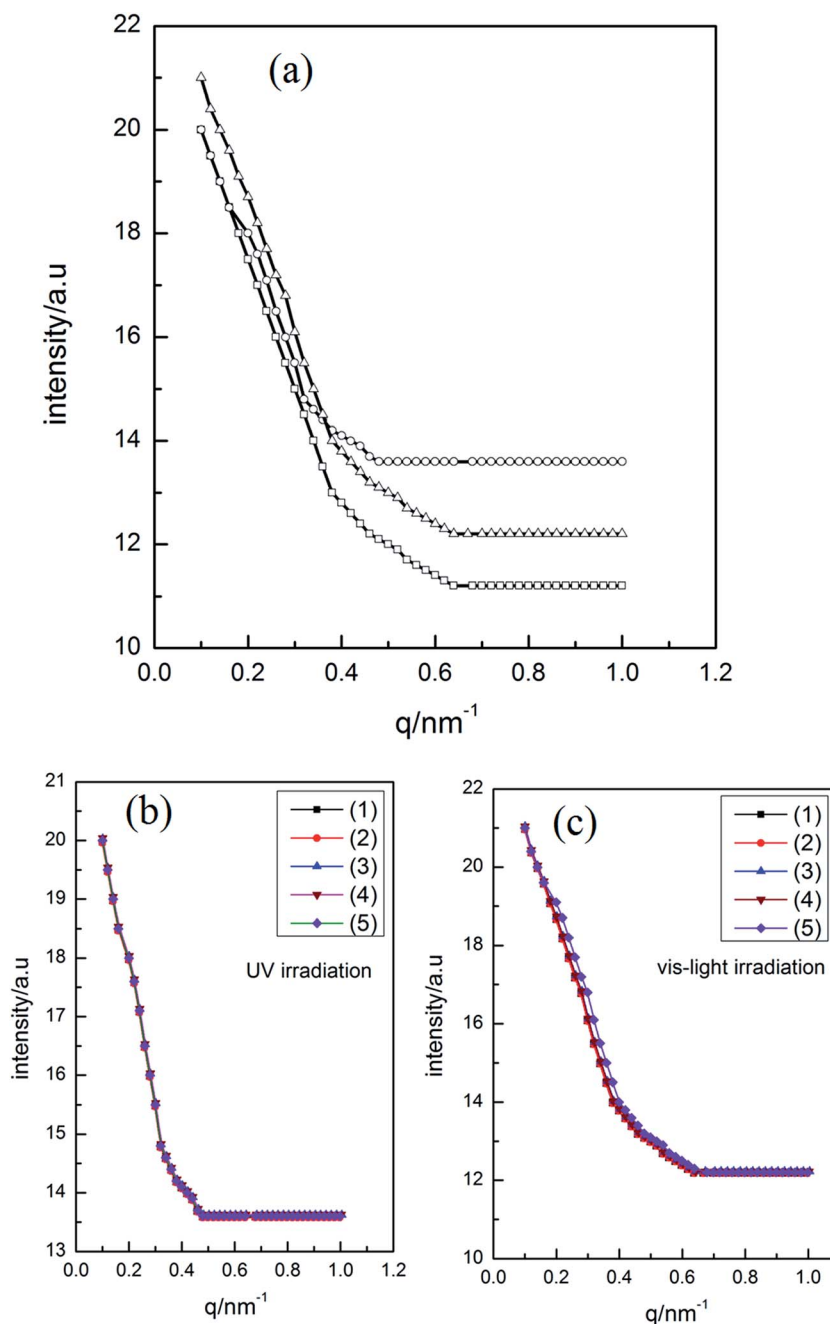 (a)
22
20
18
16
14
12
10
intensity/a.u
0.0 0.2 0.4 0.6 0.8 1.0 1.2
q/nm⁻¹
(b)
21
20
19
18
17
16
15
14
13
intensity/a.u
(1)
(2)
(3)
(4)
(5)
UV irradiation
0.0 0.2 0.4 0.6 0.8 1.0 1.2
q/nm⁻¹
(c)
22
20
18
16
14
12
10
intensity/a.u
(1)
(2)
(3)
(4)
(5)
vis-light irradiation
0.0 0.2 0.4 0.6 0.8 1.0
q/nm⁻¹